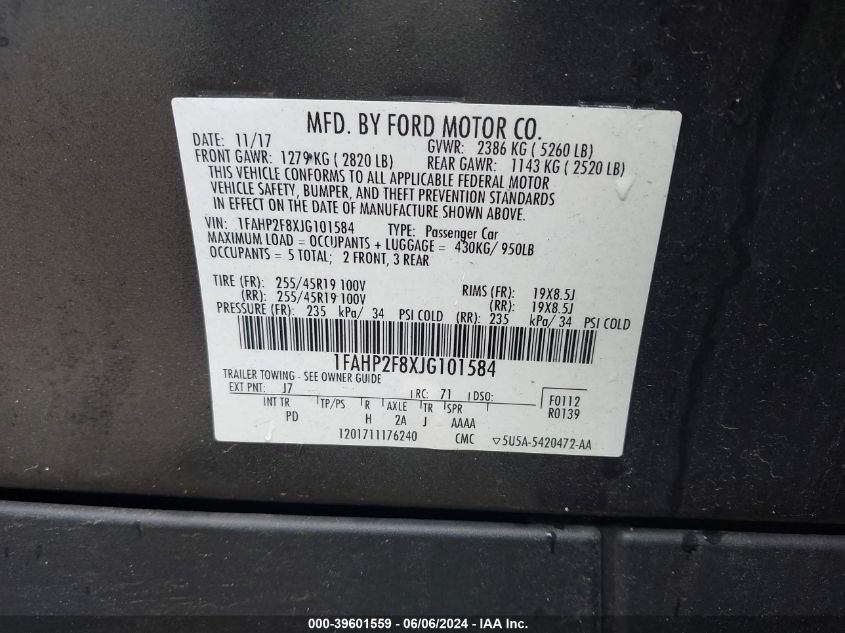 MFD. BY FORD MOTOR CO.
DATE: 11/17 GVWR: 2386 KG ( 5260 LB)
FRONT GAWR: 1279 KG ( 2820 LB) REAR GAWR: 1143 KG ( 2520 LB)
THIS VEHICLE CONFORMS TO ALL APPLICABLE FEDERAL MOTOR
VEHICLE SAFETY, BUMPER, AND THEFT PREVENTION STANDARDS
IN EFFECT ON THE DATE OF MANUFACTURE SHOWN ABOVE.
VIN: 1FAHP2F8XJG101584 TYPE: Passenger Car
MAXIMUM LOAD = OCCUPANTS + LUGGAGE = 430KG/ 950LB
OCCUPANTS = 5 TOTAL; 2 FRONT, 3 REAR
TIRE (FR): 255/45R19 100V RIMS (FR): 19X8.5J
(RR): 255/45R19 100V (RR): 19X8.5J
PRESSURE (FR): 235 kPa/ 34 PSI COLD (RR): 235 kPa/ 34 PSI COLD
1FAHP2F8XJG101584
TRAILER TOWING - SEE OWNER GUIDE
EXT PNT: J7 RC: 71 DSO: F0112
INT TR TP/PS R AXLE TR SPR R0139
PD H 2A J AAAA
1201711176240 CMC ▽5U5A-5420472-AA
000-39601559 - 06/06/2024 - IAA Inc.